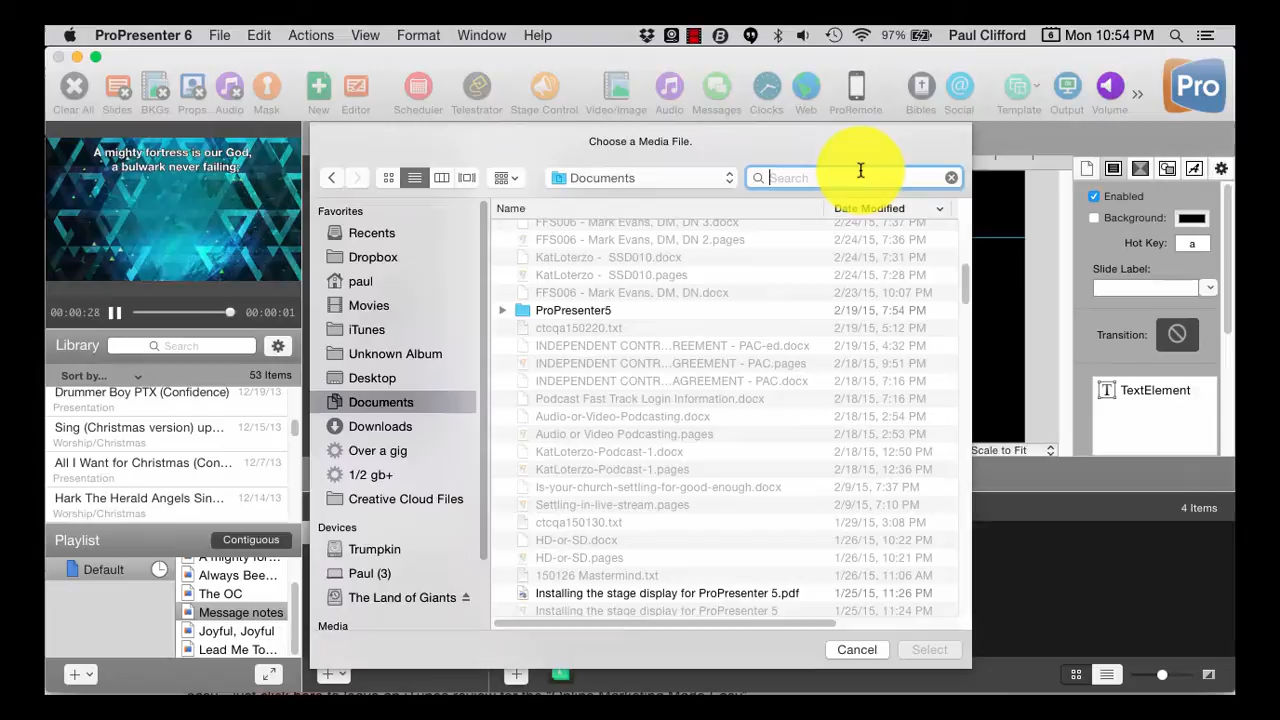 ProPresenter 6 File Edit Actions View Format Window Help 97% Paul Clifford 6 Mon 10:54 PM
Clear All Slides BKGs Props Audio Mask New Editor Scheduler Telestrator Stage Control Video/Image Audio Messages Clocks Web ProRemote Bibles Social Template Output Volume Pro
Choose a Media File.
A mighty fortress is our God,
a bulwark never failing;
00:00:28 00:00:01
Library Search
Sort by... 53 Items
Drummer Boy PTX (Confidence) 12/19/13
Presentation
Sing (Christmas version) up... 12/15/13
Worship/Christmas
All I Want for Christmas (Con... 12/7/13
Presentation
Hark The Herald Angels Sin... 12/14/13
Worship/Christmas
Playlist Contiguous
Default
A mighty for...
Always Bee...
The OC
Message notes
Joyful, Joyful
Lead Me To...
Documents Search
Favorites
Recents
Dropbox
paul
Movies
iTunes
Unknown Album
Desktop
Documents
Downloads
Over a gig
1/2 gb+
Creative Cloud Files
Devices
Trumpkin
Paul (3)
The Land of Giants
Media
Name Date Modified
FFS006 - Mark Evans, DM, DN 3.docx 2/24/15, 7:37 PM
FFS006 - Mark Evans, DM, DN 2.pages 2/24/15, 7:36 PM
KatLoterzo - SSD010.docx 2/24/15, 7:31 PM
KatLoterzo - SSD010.pages 2/24/15, 7:28 PM
FFS006 - Mark Evans, DM, DN.docx 2/23/15, 10:07 PM
ProPresenter5 2/19/15, 7:54 PM
ctcqa150220.txt 2/19/15, 5:12 PM
INDEPENDENT CONTR...REEMENT - PAC-ed.docx 2/19/15, 4:32 PM
INDEPENDENT CONTR...GREEMENT - PAC.pages 2/18/15, 9:51 PM
INDEPENDENT CONTR...AGREEMENT - PAC.docx 2/18/15, 7:16 PM
Podcast Fast Track Login Information.docx 2/18/15, 7:16 PM
Audio-or-Video-Podcasting.docx 2/18/15, 2:54 PM
Audio or Video Podcasting.pages 2/18/15, 2:53 PM
KatLoterzo-Podcast-1.docx 2/18/15, 12:50 PM
KatLoterzo-Podcast-1.pages 2/18/15, 12:36 PM
Is-your-church-settling-for-good-enough.docx 2/9/15, 7:37 PM
Settling-in-live-stream.pages 2/9/15, 7:10 PM
ctcqa150130.txt 1/29/15, 3:08 PM
HD-or-SD.docx 1/26/15, 10:22 PM
HD-or-SD.pages 1/26/15, 10:21 PM
150126 Mastermind.txt 1/26/15, 11:06 AM
Installing the stage display for ProPresenter 5.pdf 1/25/15, 11:26 PM
Installing the stage display for ProPresenter 5 1/25/15, 11:24 PM
Cancel Select
Enabled
Background:
Hot Key: a
Slide Label:
Transition:
TextElement
Scale to Fit
4 Items